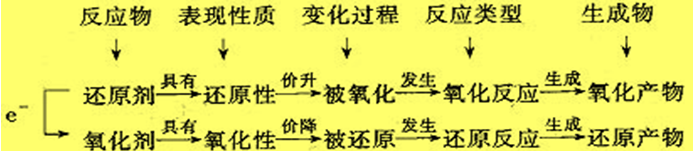 反应物 表现性质 变化过程 反应类型 生成物
还原剂 具有 还原性 价升 被氧化 发生 氧化反应 生成 氧化产物
e⁻
氧化剂 具有 氧化性 价降 被还原 发生 还原反应 生成 还原产物